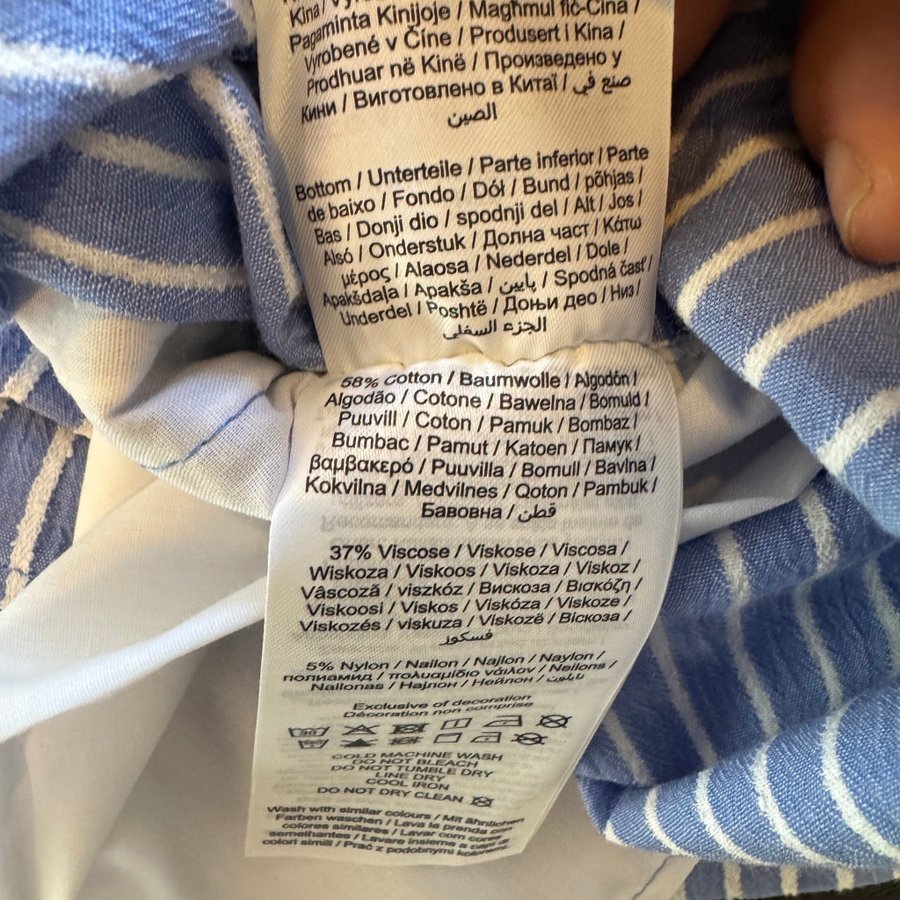 Pagaminta Kinijoje / Magħmul fiċ-Ċina /
Vyrobené v Číne / Produsert i Kina /
Prodhuar në Kinë / Произведено у
Кини / Виготовлено в Китаї / صنع في
الصين
Bottom / Unterteile / Parte inferior / Parte
de baixo / Fondo / Dół / Bund / põhjas /
Bas / Donji dio / spodnji del / Alt / Jos /
Alsó / Onderstuk / Долна част / Κάτω
μέρος / Alaosa / Nederdel / Dole /
Apakšdaļa / Apakša / پایین / Spodná časť /
Underdel / Poshtë / Доњи део / Низ /
الجزء السفلي
58% Cotton / Baumwolle / Algodón /
Algodão / Cotone / Bawełna / Bomuld /
Puuvill / Coton / Pamuk / Bombaz /
Bumbac / Pamut / Katoen / Памук /
βαμβακερό / Puuvilla / Bomull / Bavlna /
Kokvilna / Medvilnes / Qoton / Pambuk /
Бавовна / قطن
37% Viscose / Viskose / Viscosa /
Wiskoza / Viskoos / Viskoza / Viskoz /
Vâscoză / viszkóz / Вискоза / Βισκόζη /
Viskoosi / Viskos / Viskóza / Viskoze /
Viskozés / viskuza / Viskozë / Віскоза /
فسكوز
5% Nylon / Nailon / Najlon / Naylon /
полиамид / πολυαμίδιο νάιλον / Neilons /
Nailonas / Најлон / Нейлон / نايلون
Exclusive of decoration
Décoration non comprise
30
COLD MACHINE WASH
DO NOT BLEACH
DO NOT TUMBLE DRY
LINE DRY
COOL IRON
DO NOT DRY CLEAN
Wash with similar colours / Mit ähnlichen
Farben waschen / Lava la prenda con
colores similares / Lavar com cores
semelhantes / Lavare insieme a capi di
colori simili / Prać z podobnymi kolorami